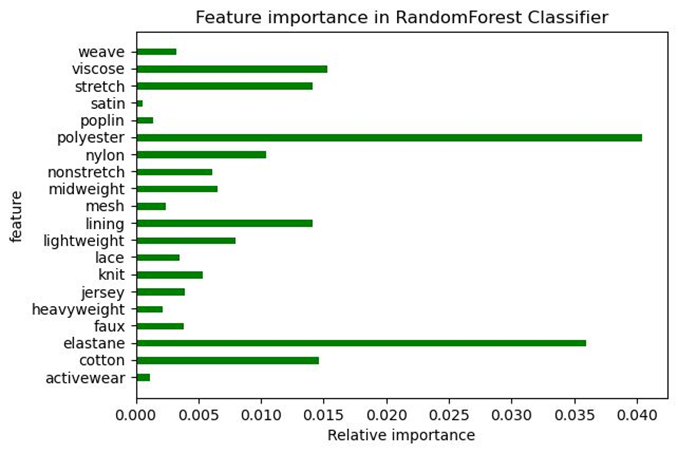 Feature importance in RandomForest Classifier
weave
viscose
stretch
satin
poplin
polyester
nylon
nonstretch
midweight
mesh
lining
lightweight
lace
knit
jersey
heavyweight
faux
elastane
cotton
activewear
feature
0.000 0.005 0.010 0.015 0.020 0.025 0.030 0.035 0.040
Relative importance